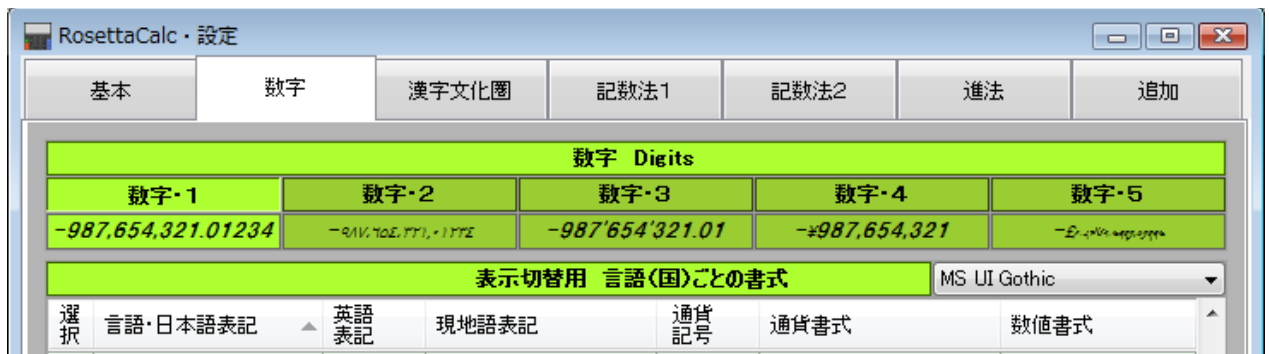 RosettaCalc・設定
基本 数字 漢字文化圏 記数法1 記数法2 進法 追加
数字 Digits
数字・1 数字・2 数字・3 数字・4 数字・5
-987,654,321.01234 -987'654'321.01 -¥987,654,321
表示切替用 言語(国)ごとの書式 MS UI Gothic
選択 言語・日本語表記 英語表記 現地語表記 通貨記号 通貨書式 数値書式